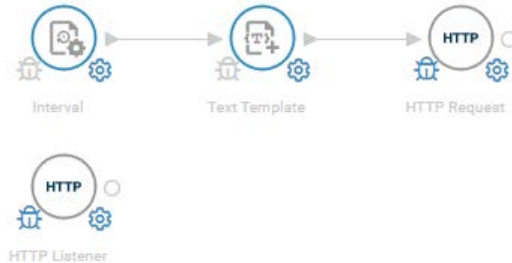 HTTP
{T}
Interval
Text Template
HTTP Request
HTTP
HTTP Listener